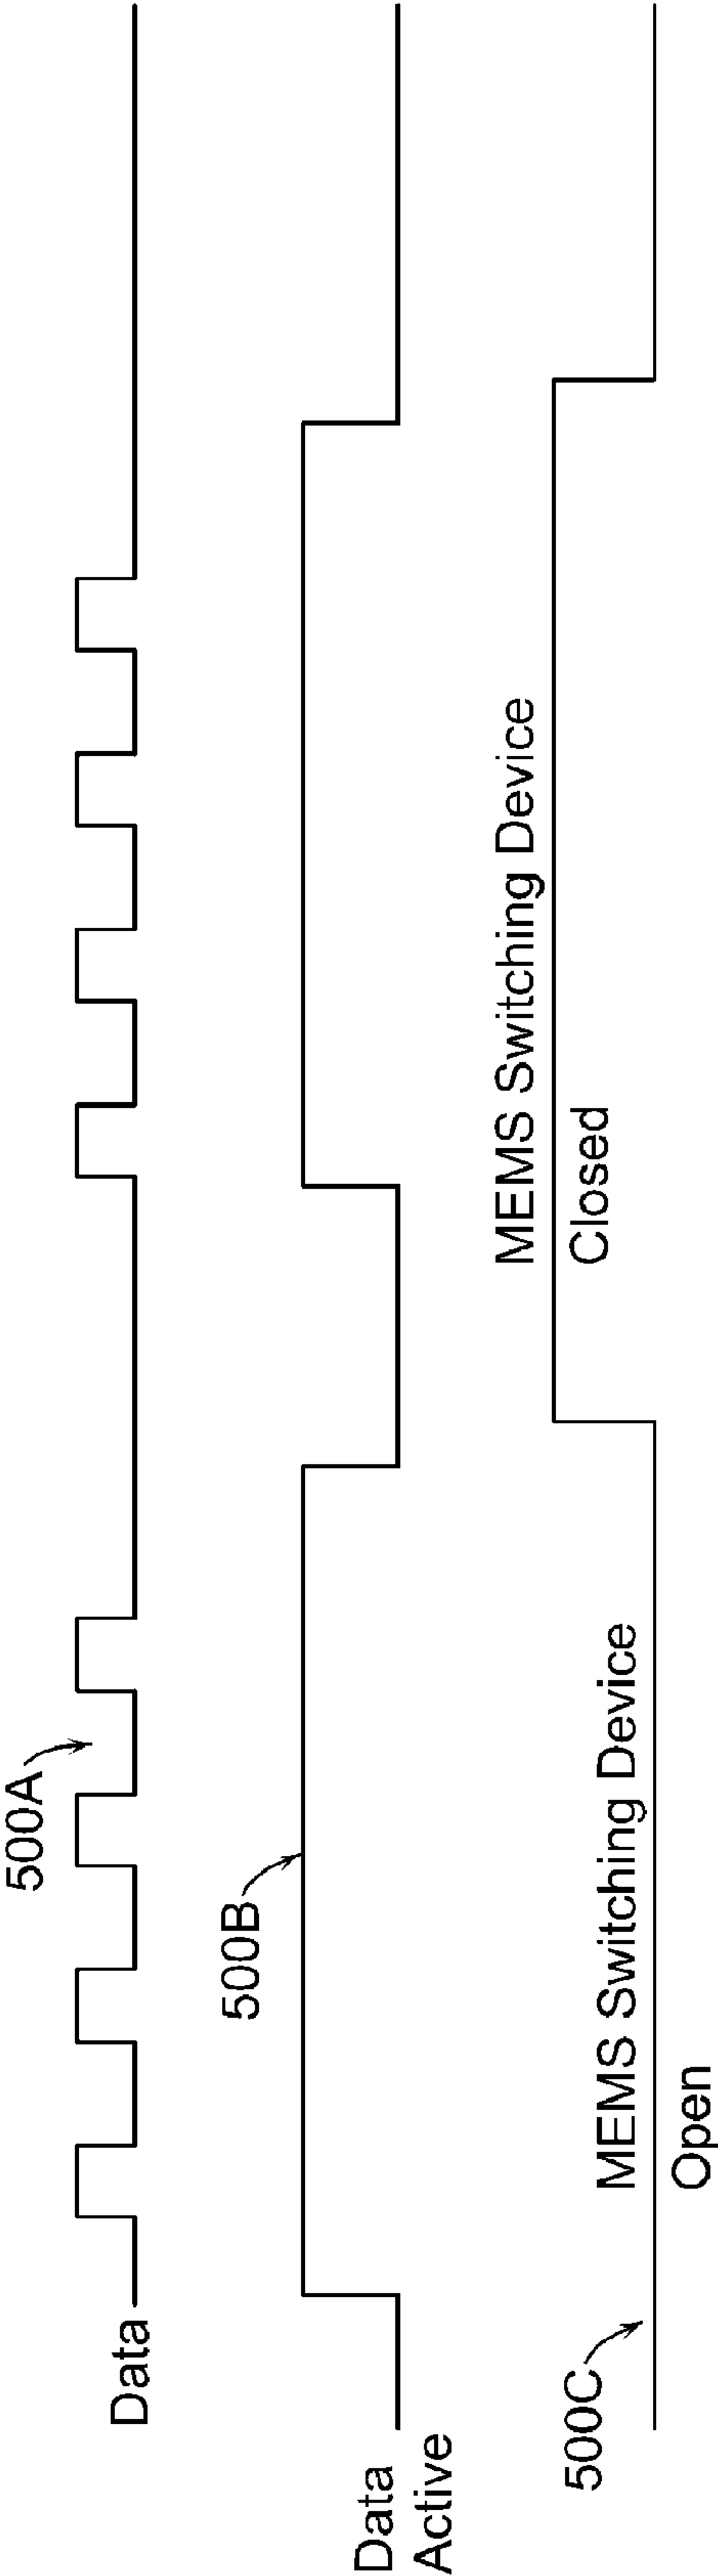 500A
Data
500B
Data
Active
MEMS Switching Device
Closed
500C
MEMS Switching Device
Open